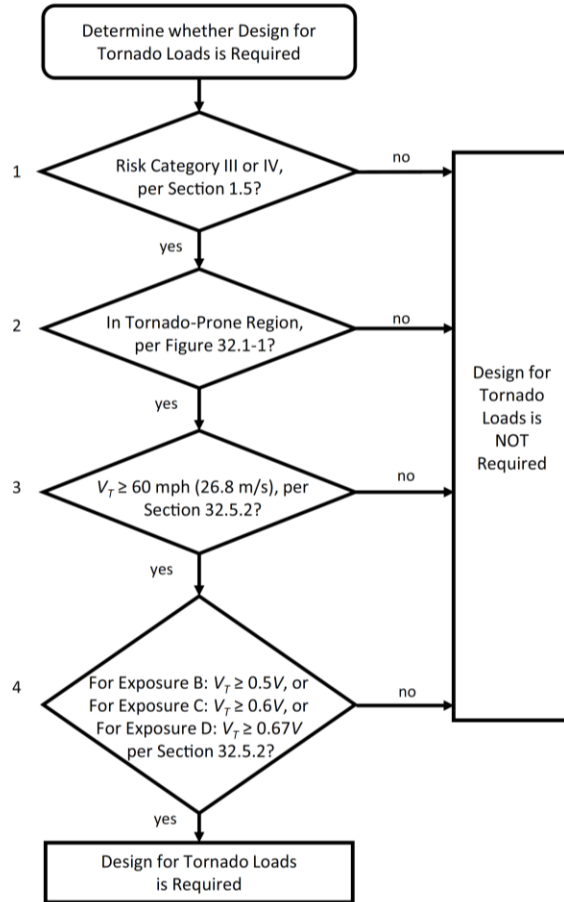 Determine whether Design for
Tornado Loads is Required
1
Risk Category III or IV,
per Section 1.5?
no
yes
2
In Tornado-Prone Region,
per Figure 32.1-1?
no
yes
3
V_T ≥ 60 mph (26.8 m/s), per
Section 32.5.2?
no
yes
4
For Exposure B: V_T ≥ 0.5V, or
For Exposure C: V_T ≥ 0.6V, or
For Exposure D: V_T ≥ 0.67V
per Section 32.5.2?
no
yes
Design for Tornado Loads
is Required
Design for
Tornado
Loads is
NOT
Required